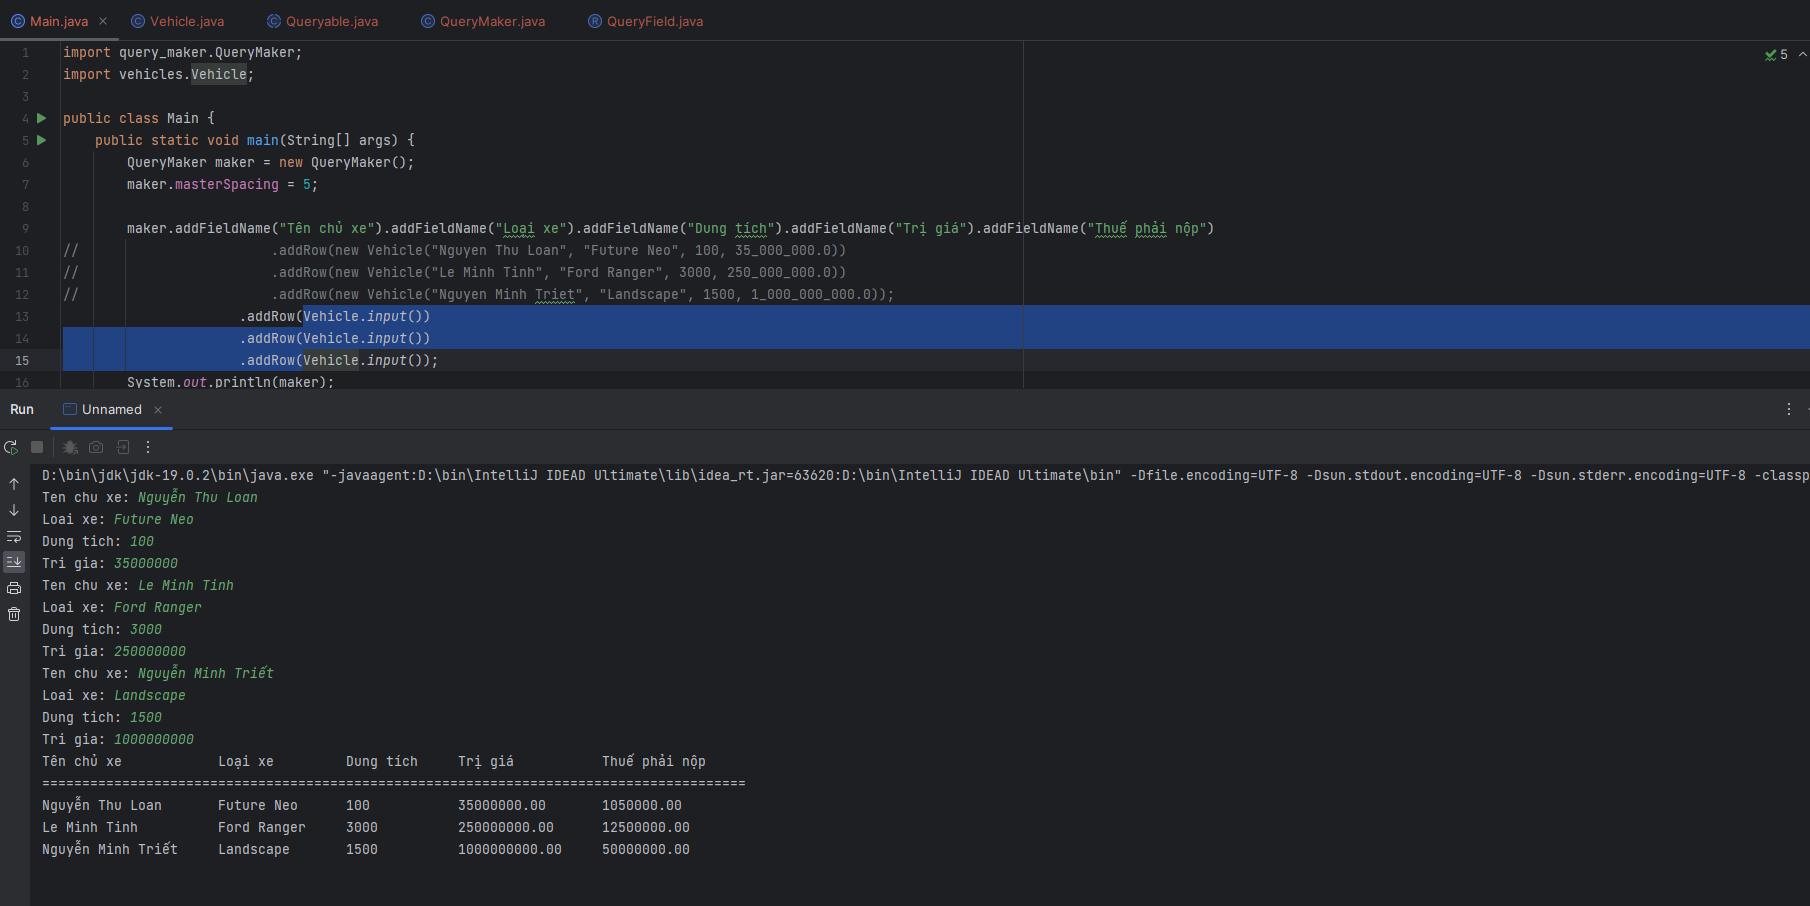 Main.java × Vehicle.java Queryable.java QueryMaker.java QueryField.java
1 import query_maker.QueryMaker;
5
2 import vehicles.Vehicle;
3
4 public class Main {
5 public static void main(String[] args) {
6 QueryMaker maker = new QueryMaker();
7 maker.masterSpacing = 5;
8
9 maker.addFieldName("Tên chủ xe").addFieldName("Loại xe").addFieldName("Dung tích").addFieldName("Trị giá").addFieldName("Thuế phải nộp")
10 // .addRow(new Vehicle("Nguyen Thu Loan", "Future Neo", 100, 35_000_000.0))
11 // .addRow(new Vehicle("Le Minh Tinh", "Ford Ranger", 3000, 250_000_000.0))
12 // .addRow(new Vehicle("Nguyen Minh Triet", "Landscape", 1500, 1_000_000_000.0));
13 .addRow(Vehicle.input())
14 .addRow(Vehicle.input())
15 .addRow(Vehicle.input());
16 System.out.println(maker);
Run Unnamed ×
D:\bin\jdk\jdk-19.0.2\bin\java.exe "-javaagent:D:\bin\IntelliJ IDEAD Ultimate\lib\idea_rt.jar=63620:D:\bin\IntelliJ IDEAD Ultimate\bin" -Dfile.encoding=UTF-8 -Dsun.stdout.encoding=UTF-8 -Dsun.stderr.encoding=UTF-8 -classp
Ten chu xe: Nguyễn Thu Loan
Loai xe: Future Neo
Dung tich: 100
Tri gia: 35000000
Ten chu xe: Le Minh Tinh
Loai xe: Ford Ranger
Dung tich: 3000
Tri gia: 250000000
Ten chu xe: Nguyễn Minh Triết
Loai xe: Landscape
Dung tich: 1500
Tri gia: 1000000000
Tên chủ xe Loại xe Dung tích Trị giá Thuế phải nộp
========================================================================================
Nguyễn Thu Loan Future Neo 100 35000000.00 1050000.00
Le Minh Tinh Ford Ranger 3000 250000000.00 12500000.00
Nguyễn Minh Triết Landscape 1500 1000000000.00 50000000.00